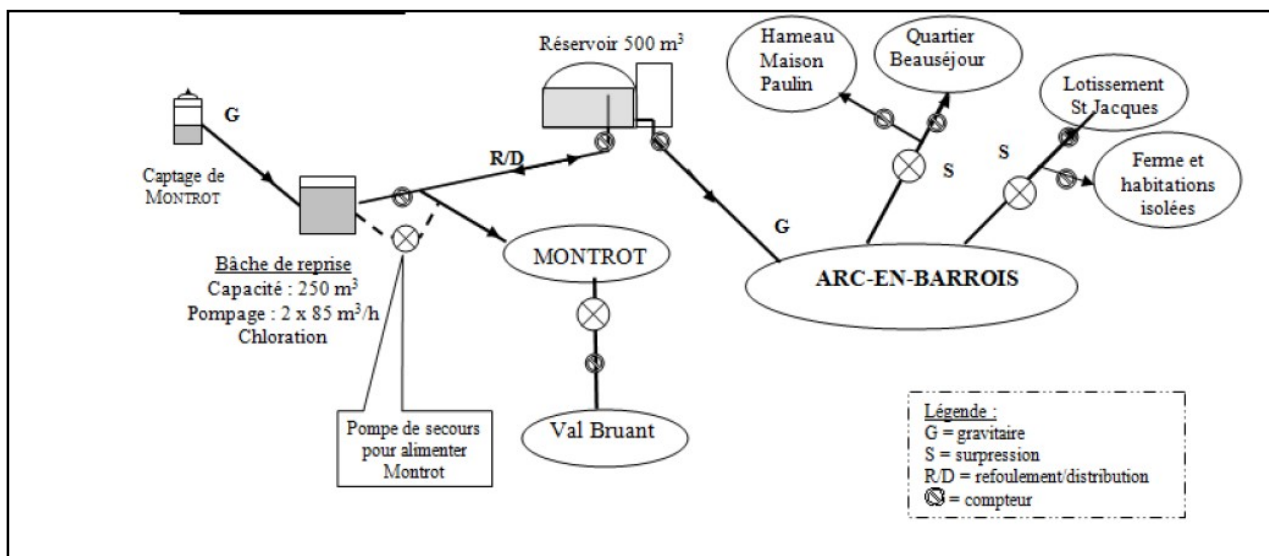 Réservoir 500 m³
Hameau
Maison
Paulin
Quartier
Beauséjour
Lotissement
St Jacques
Ferme et
habitations
isolées
G
Captage de
MONTROT
R/D
S
S
G
Bâche de reprise
Capacité : 250 m³
Pompage : 2 x 85 m³/h
Chloration
MONTROT
ARC-EN-BARROIS
Pompe de secours
pour alimenter
Montrot
Val Bruant
Légende :
G = gravitaire
S = surpression
R/D = refoulement/distribution
= compteur